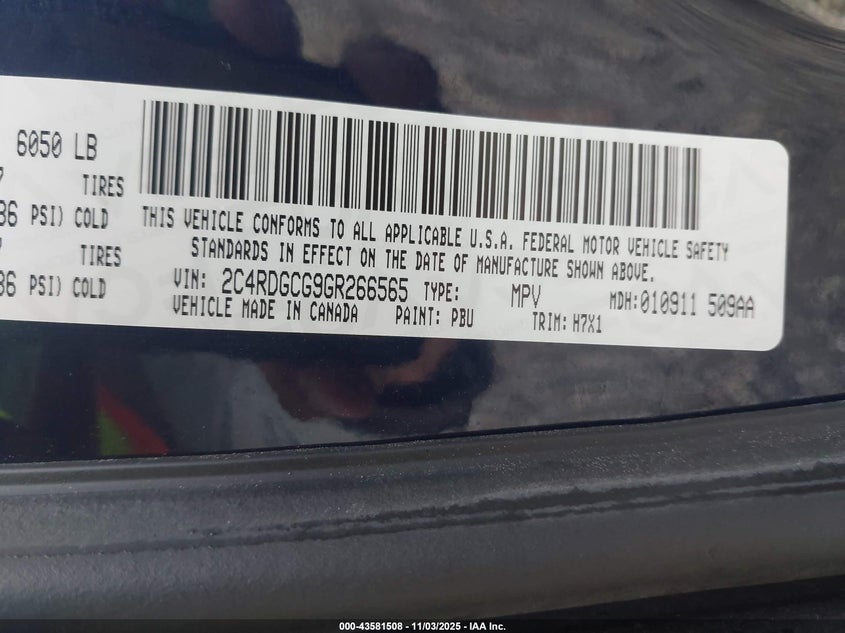 6050 LB
7 TIRES
36 PSI) COLD
7 TIRES
36 PSI) COLD
THIS VEHICLE CONFORMS TO ALL APPLICABLE U.S.A. FEDERAL MOTOR VEHICLE SAFETY
STANDARDS IN EFFECT ON THE DATE OF MANUFACTURE SHOWN ABOVE.
VIN: 2C4RDGCG9GR266565 TYPE: MPV MDH:010911 509AA
VEHICLE MADE IN CANADA PAINT: PBU TRIM: H7X1
000-43581508 - 11/03/2025 - IAA Inc.